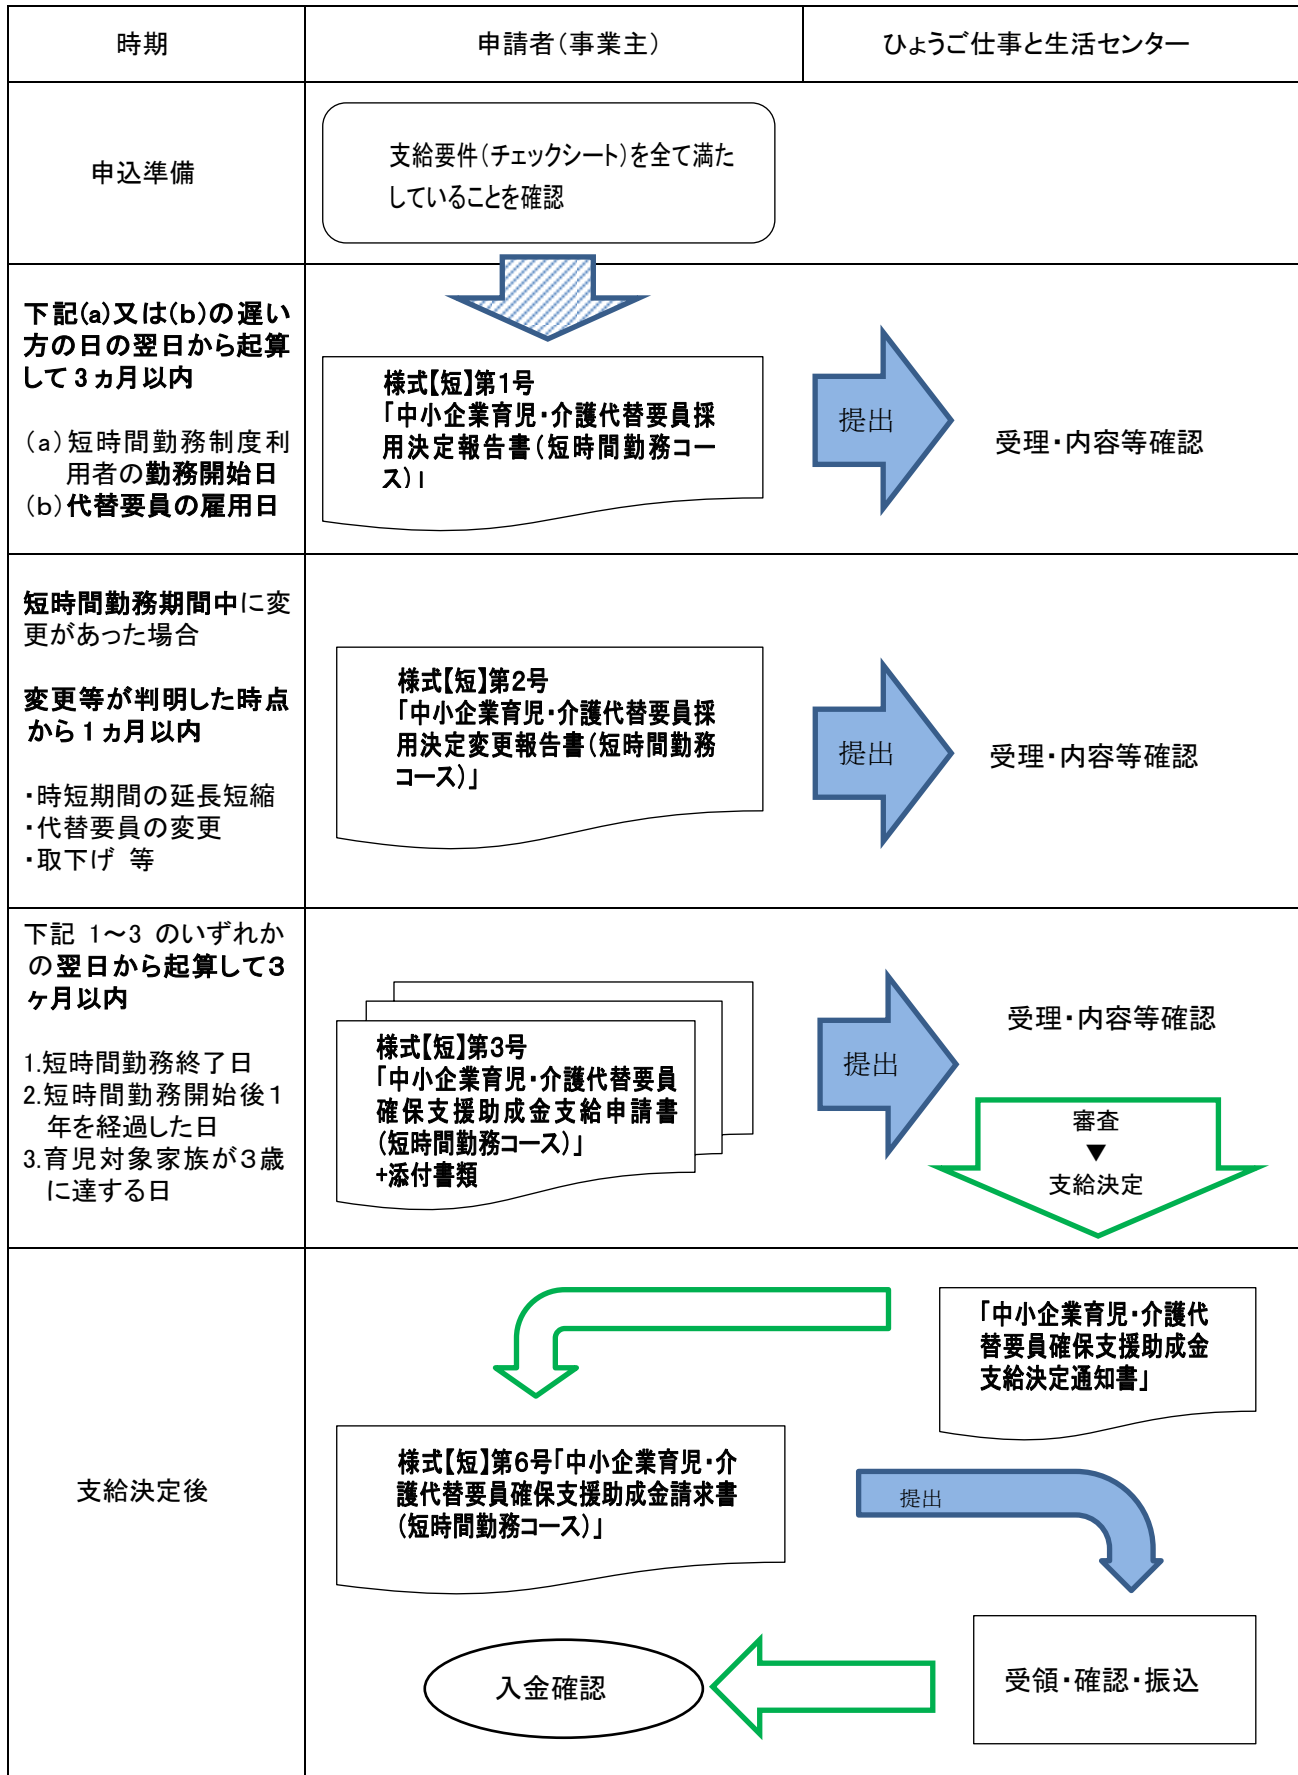 時期
申請者(事業主)
ひょうご仕事と生活センター
申込準備
支給要件(チェックシート)を全て満た
していることを確認
下記(a)又は(b)の遅い
方の日の翌日から起算
して3ヵ月以内
(a)短時間勤務制度利
用者の勤務開始日
(b)代替要員の雇用日
様式【短】第1号
「中小企業育児・介護代替要員採
用決定報告書(短時間勤務コー
ス)」
提出
受理・内容等確認
短時間勤務期間中に変
更があった場合
変更等が判明した時点
から1ヵ月以内
・時短期間の延長短縮
・代替要員の変更
・取下げ 等
様式【短】第2号
「中小企業育児・介護代替要員採
用決定変更報告書(短時間勤務
コース)」
提出
受理・内容等確認
下記 1～3 のいずれか
の翌日から起算して3
ヶ月以内
1.短時間勤務終了日
2.短時間勤務開始後1
年を経過した日
3.育児対象家族が3歳
に達する日
様式【短】第3号
「中小企業育児・介護代替要員
確保支援助成金支給申請書
(短時間勤務コース)」
+添付書類
提出
受理・内容等確認
審査
▼
支給決定
支給決定後
「中小企業育児・介護代
替要員確保支援助成金
支給決定通知書」
様式【短】第6号「中小企業育児・介
護代替要員確保支援助成金請求書
(短時間勤務コース)」
提出
受領・確認・振込
入金確認